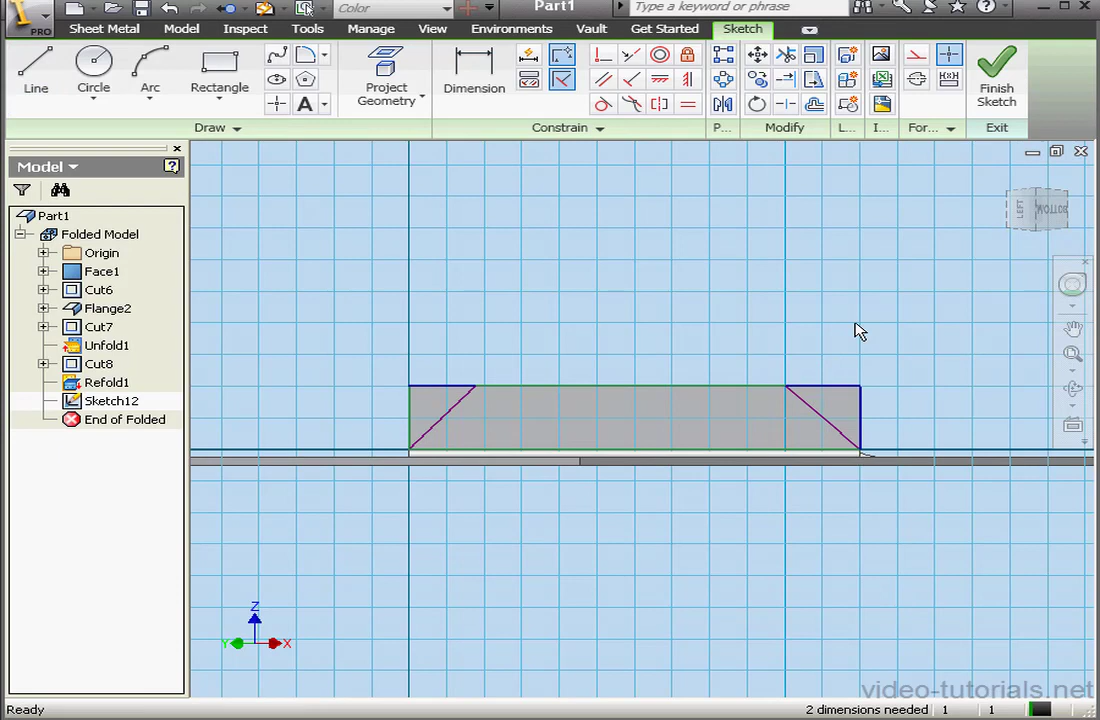 Color
Part1
Type a keyword or phrase
PRO
Sheet Metal
Model
Inspect
Tools
Manage
View
Environments
Vault
Get Started
Sketch
Line
Circle
Arc
Rectangle
A
Project
Geometry
Dimension
Finish
Sketch
Draw
Constrain
P...
Modify
L...
I...
For...
Exit
Model
Part1
Folded Model
Origin
Face1
Cut6
Flange2
Cut7
Unfold1
Cut8
Refold1
Sketch12
End of Folded
LEFT
Z
Y
X
video-tutorials.net
Ready
2 dimensions needed
1
1